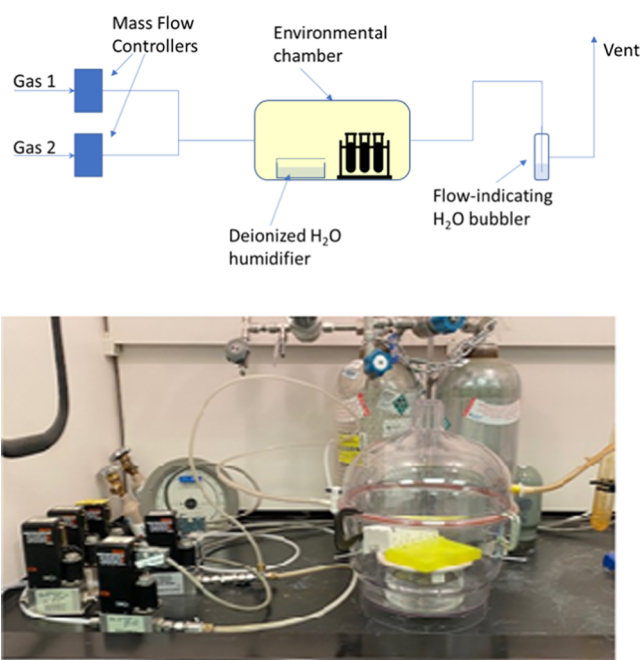 Mass Flow
Controllers
Environmental
chamber
Vent
Gas 1
Gas 2
Flow-indicating
H₂O bubbler
Deionized H₂O
humidifier